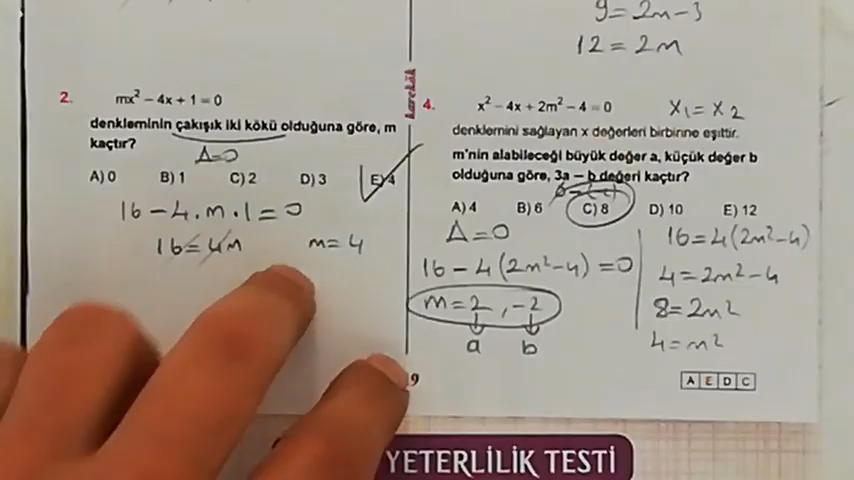 9 = 2m - 3
12 = 2m
2. mx² - 4x + 1 = 0
denkleminin çakışık iki kökü olduğuna göre, m
kaçtır?
Δ=0
A) 0 B) 1 C) 2 D) 3 E) 4
16 - 4.m.1 = 0
16 = 4m m = 4
karekök
4. x² - 4x + 2m² - 4 = 0 x₁ = x₂
denklemini sağlayan x değerleri birbirine eşittir.
m'nin alabileceği büyük değer a, küçük değer b
olduğuna göre, 3a - b değeri kaçtır?
A) 4 B) 6 C) 8 D) 10 E) 12
Δ=0
16 - 4(2m²-4) = 0
m = 2, -2
a b
16 = 4(2m²-4)
4 = 2m² - 4
8 = 2m²
4 = m²
A E D C
9
YETERLİLİK TESTİ